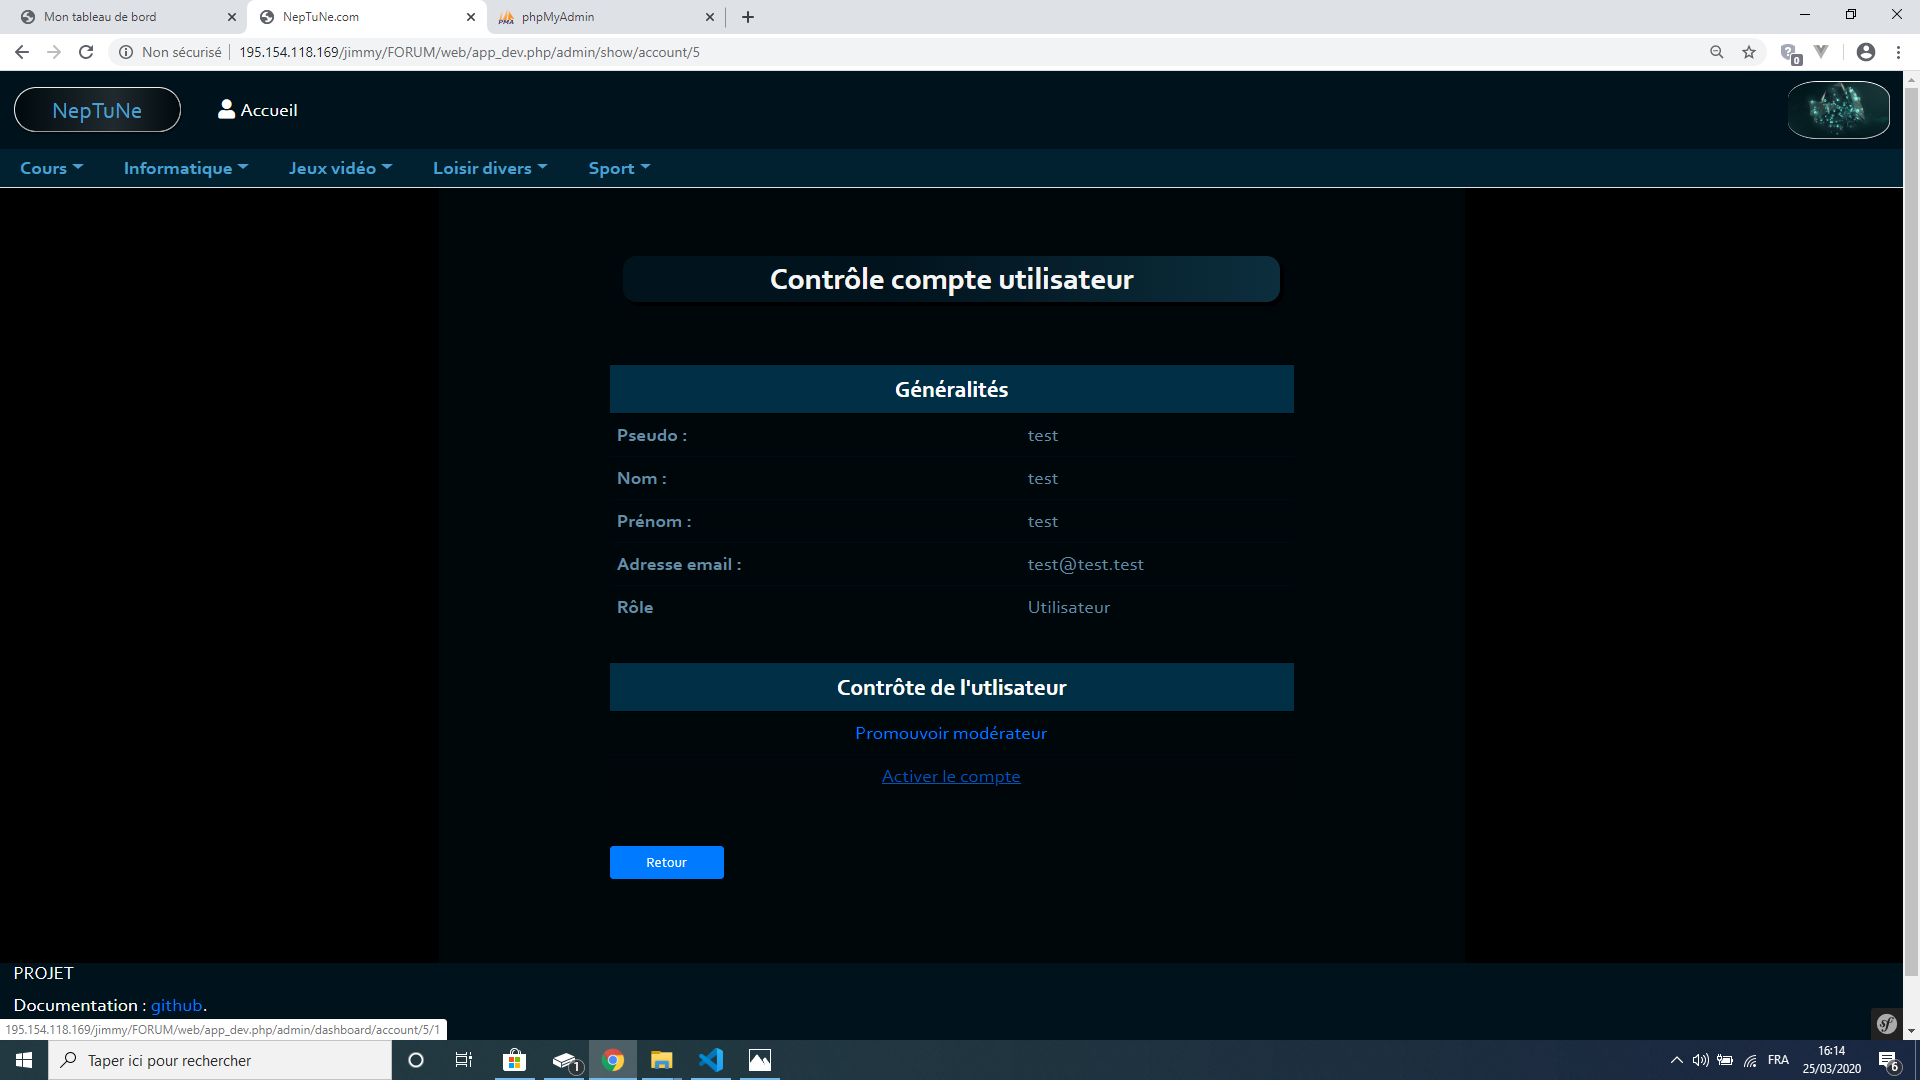 Mon tableau de bord
NepTuNe.com
phpMyAdmin
Non sécurisé
195.154.118.169/jimmy/FORUM/web/app_dev.php/admin/show/account/5
0
NepTuNe
Accueil
Cours
Informatique
Jeux vidéo
Loisir divers
Sport
Contrôle compte utilisateur
Généralités
Pseudo : test
Nom : test
Prénom : test
Adresse email : test@test.test
Rôle Utilisateur
Contrôte de l'utlisateur
Promouvoir modérateur
Activer le compte
Retour
PROJET
Documentation : github.
195.154.118.169/jimmy/FORUM/web/app_dev.php/admin/dashboard/account/5/1
sf
Taper ici pour rechercher
1
FRA
16:14
25/03/2020
6